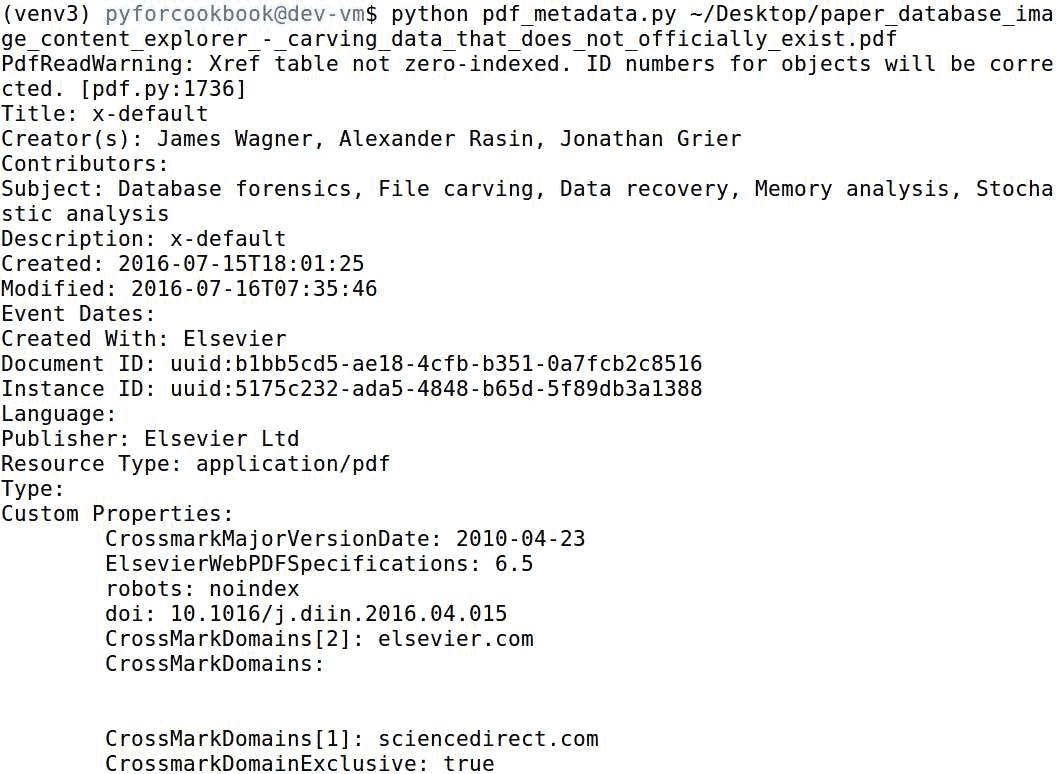 (venv3) pyforcookbook@dev-vm$ python pdf_metadata.py ~/Desktop/paper_database_ima
ge_content_explorer_-_carving_data_that_does_not_officially_exist.pdf
PdfReadWarning: Xref table not zero-indexed. ID numbers for objects will be corre
cted. [pdf.py:1736]
Title: x-default
Creator(s): James Wagner, Alexander Rasin, Jonathan Grier
Contributors:
Subject: Database forensics, File carving, Data recovery, Memory analysis, Stocha
stic analysis
Description: x-default
Created: 2016-07-15T18:01:25
Modified: 2016-07-16T07:35:46
Event Dates:
Created With: Elsevier
Document ID: uuid:b1bb5cd5-ae18-4cfb-b351-0a7fcb2c8516
Instance ID: uuid:5175c232-ada5-4848-b65d-5f89db3a1388
Language:
Publisher: Elsevier Ltd
Resource Type: application/pdf
Type:
Custom Properties:
CrossmarkMajorVersionDate: 2010-04-23
ElsevierWebPDFSpecifications: 6.5
robots: noindex
doi: 10.1016/j.diin.2016.04.015
CrossMarkDomains[2]: elsevier.com
CrossMarkDomains:
CrossMarkDomains[1]: sciencedirect.com
CrossmarkDomainExclusive: true